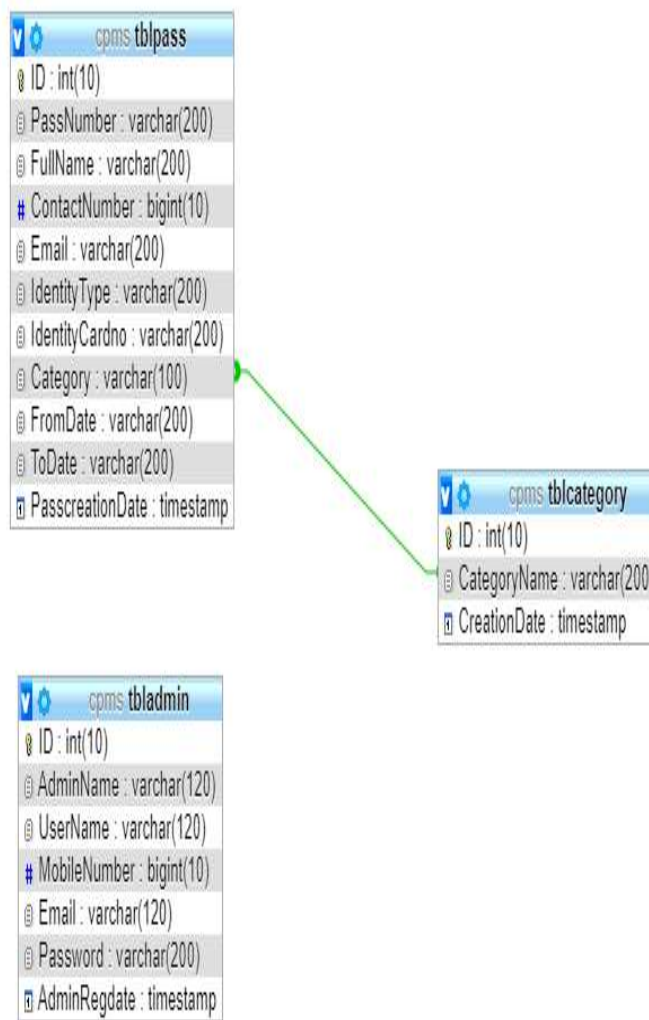 cpms tblpass
ID : int(10)
PassNumber : varchar(200)
FullName : varchar(200)
# ContactNumber : bigint(10)
Email : varchar(200)
IdentityType : varchar(200)
IdentityCardno : varchar(200)
Category : varchar(100)
FromDate : varchar(200)
ToDate : varchar(200)
PasscreationDate : timestamp
cpms tblcategory
ID : int(10)
CategoryName : varchar(200
CreationDate : timestamp
cpms tbladmin
ID : int(10)
AdminName : varchar(120)
UserName : varchar(120)
# MobileNumber : bigint(10)
Email : varchar(120)
Password : varchar(200)
AdminRegdate : timestamp